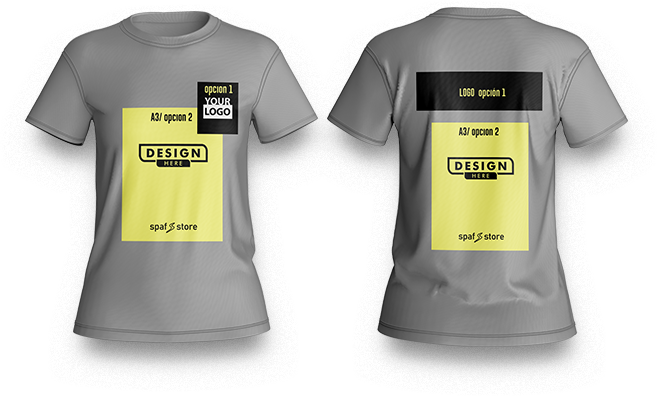 opcion 1
YOUR
LOGO
A3/ opcion 2
DESIGN
HERE
spaf store
LOGO opción 1
A3/ opcion 2
DESIGN
HERE
spaf store